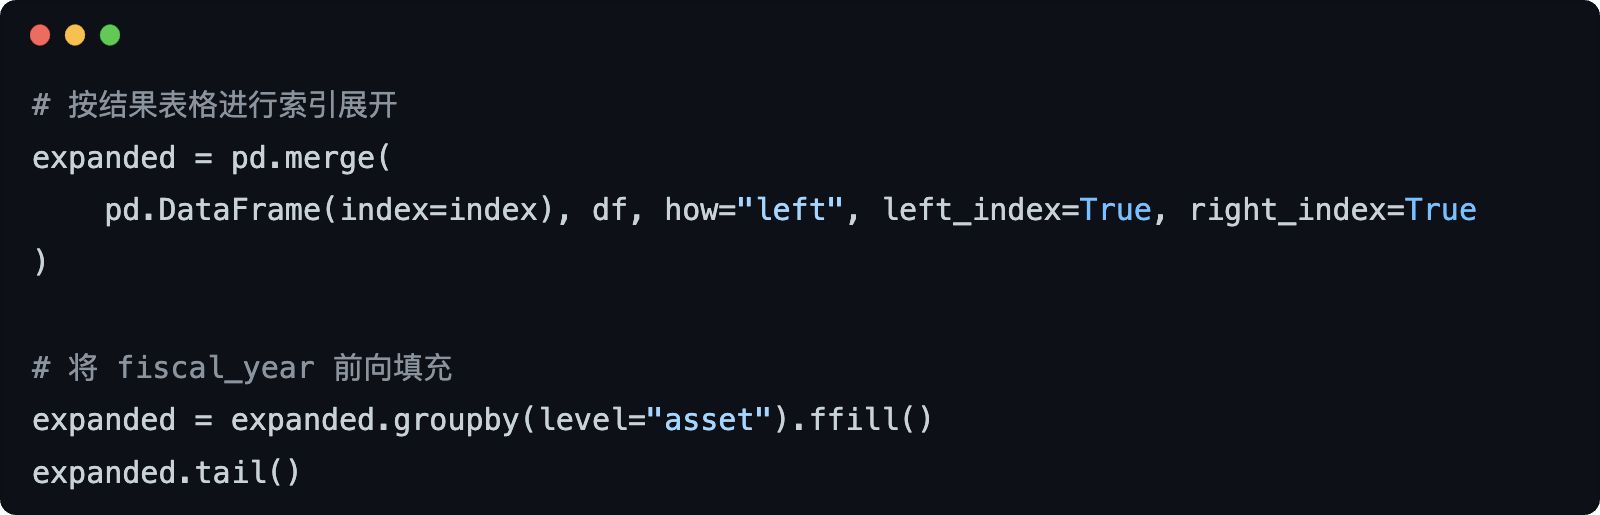 # 按结果表格进行索引展开
expanded = pd.merge(
    pd.DataFrame(index=index), df, how="left", left_index=True, right_index=True
)
# 将 fiscal_year 前向填充
expanded = expanded.groupby(level="asset").ffill()
expanded.tail()